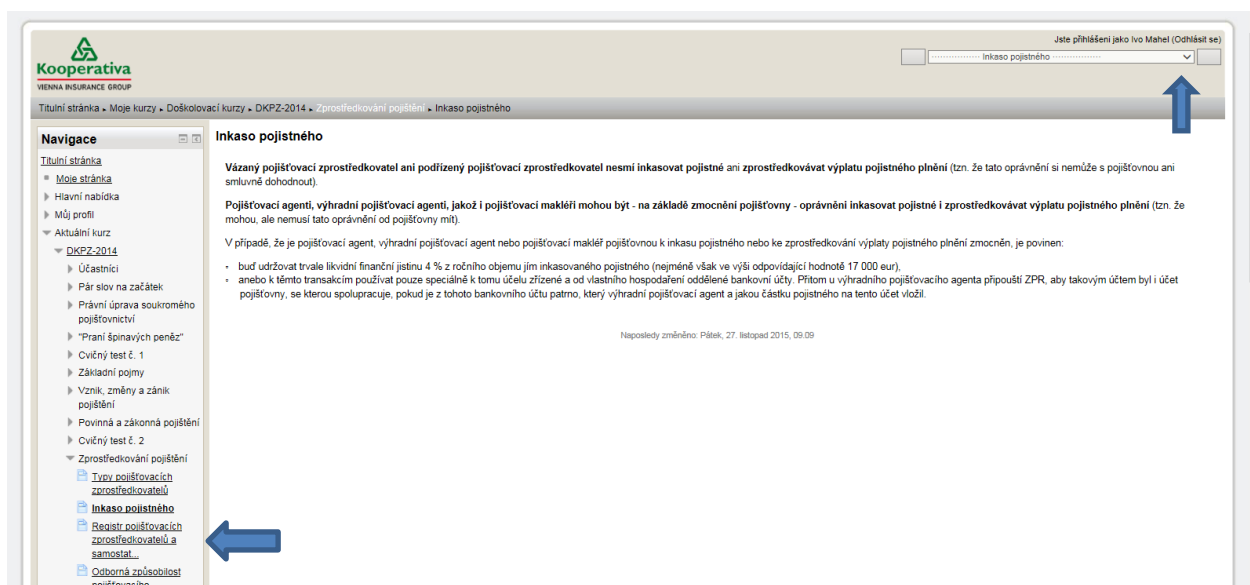 Kooperativa
VIENNA INSURANCE GROUP
Jste přihlášeni jako Ivo Mahel (Odhlásit se)
················· Inkaso pojistného ·················
Titulní stránka ▸ Moje kurzy ▸ Doškolovací kurzy ▸ DKPZ-2014 ▸ Zprostředkování pojištění ▸ Inkaso pojistného
Navigace
Titulní stránka
Moje stránka
Hlavní nabídka
Můj profil
Aktuální kurz
DKPZ-2014
Účastníci
Pár slov na začátek
Právní úprava soukromého
pojišťovnictví
"Praní špinavých peněz"
Cvičný test č. 1
Základní pojmy
Vznik, změny a zánik
pojištění
Povinná a zákonná pojištění
Cvičný test č. 2
Zprostředkování pojištění
Typy pojišťovacích
zprostředkovatelů
Inkaso pojistného
Registr pojišťovacích
zprostředkovatelů a
samostat...
Odborná způsobilost
pojišťovacího
Inkaso pojistného
Vázaný pojišťovací zprostředkovatel ani podřízený pojišťovací zprostředkovatel nesmí inkasovat pojistné ani zprostředkovávat výplatu pojistného plnění (tzn. že tato oprávnění si nemůže s pojišťovnou ani
smluvně dohodnout).
Pojišťovací agenti, výhradní pojišťovací agenti, jakož i pojišťovací makléři mohou být - na základě zmocnění pojišťovny - oprávněni inkasovat pojistné i zprostředkovávat výplatu pojistného plnění (tzn. že
mohou, ale nemusí tato oprávnění od pojišťovny mít).
V případě, že je pojišťovací agent, výhradní pojišťovací agent nebo pojišťovací makléř pojišťovnou k inkasu pojistného nebo ke zprostředkování výplaty pojistného plnění zmocněn, je povinen:
buď udržovat trvale likvidní finanční jistinu 4 % z ročního objemu jím inkasovaného pojistného (nejméně však ve výši odpovídající hodnotě 17 000 eur),
anebo k těmto transakcím používat pouze speciálně k tomu účelu zřízené a od vlastního hospodaření oddělené bankovní účty. Přitom u výhradního pojišťovacího agenta připouští ZPR, aby takovým účtem byl i účet
pojišťovny, se kterou spolupracuje, pokud je z tohoto bankovního účtu patrno, který výhradní pojišťovací agent a jakou částku pojistného na tento účet vložil.
Naposledy změněno: Pátek, 27. listopad 2015, 09.09